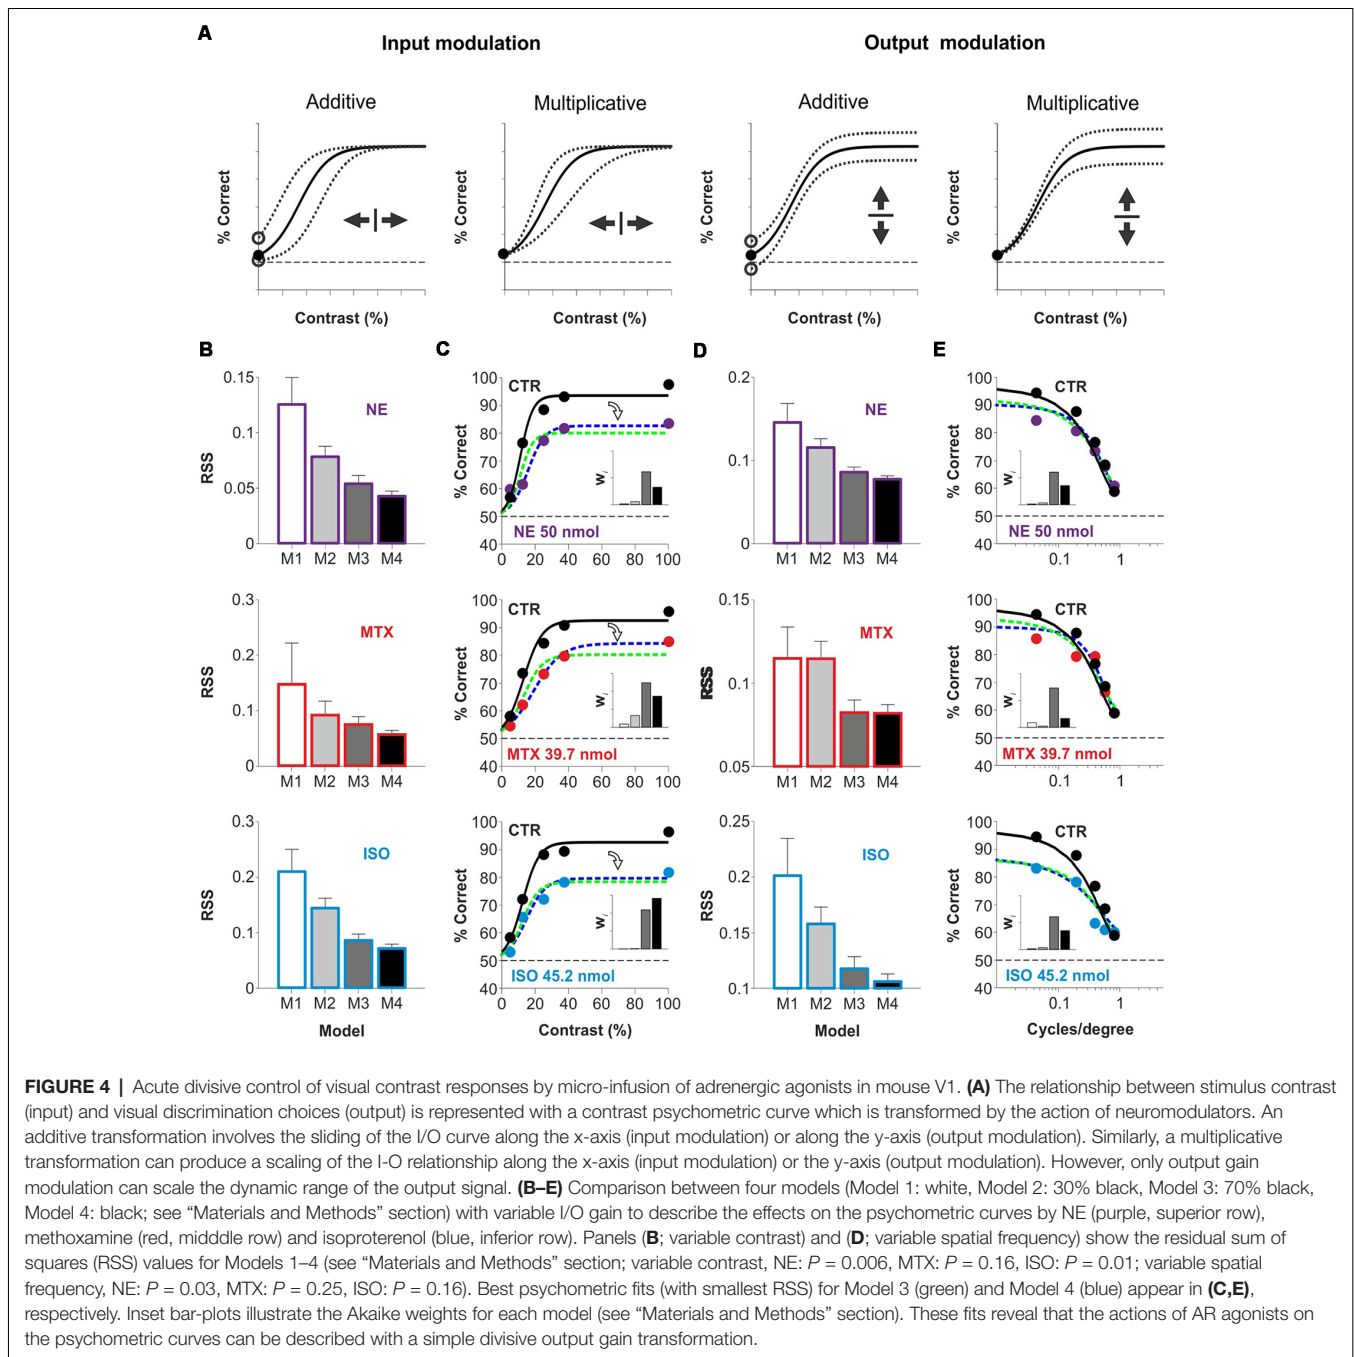 A
Input modulation
Output modulation
Additive
Multiplicative
Additive
Multiplicative
% Correct
% Correct
% Correct
% Correct
Contrast (%)
Contrast (%)
Contrast (%)
Contrast (%)
B
C
D
E
0.15
0.1
0.05
0
RSS
NE
M1 M2 M3 M4
100
90
80
70
60
50
40
% Correct
CTR
wi
NE 50 nmol
0 20 40 60 80 100
0.2
0.1
0
RSS
NE
M1 M2 M3 M4
100
90
80
70
60
50
40
% Correct
CTR
wi
NE 50 nmol
0.1 1
0.3
0.2
0.1
0
RSS
MTX
M1 M2 M3 M4
100
90
80
70
60
50
40
% Correct
CTR
wi
MTX 39.7 nmol
0 20 40 60 80 100
0.15
0.1
0.05
RSS
MTX
M1 M2 M3 M4
100
90
80
70
60
50
40
% Correct
CTR
wi
MTX 39.7 nmol
0.1 1
0.3
0.2
0.1
0
RSS
ISO
M1 M2 M3 M4
Model
100
90
80
70
60
50
40
% Correct
CTR
wi
ISO 45.2 nmol
0 20 40 60 80 100
Contrast (%)
0.25
0.2
0.15
0.1
RSS
ISO
M1 M2 M3 M4
Model
100
90
80
70
60
50
40
% Correct
CTR
wi
ISO 45.2 nmol
0.1 1
Cycles/degree
FIGURE 4 | Acute divisive control of visual contrast responses by micro-infusion of adrenergic agonists in mouse V1. (A) The relationship between stimulus contrast
(input) and visual discrimination choices (output) is represented with a contrast psychometric curve which is transformed by the action of neuromodulators. An
additive transformation involves the sliding of the I/O curve along the x-axis (input modulation) or along the y-axis (output modulation). Similarly, a multiplicative
transformation can produce a scaling of the I-O relationship along the x-axis (input modulation) or the y-axis (output modulation). However, only output gain
modulation can scale the dynamic range of the output signal. (B–E) Comparison between four models (Model 1: white, Model 2: 30% black, Model 3: 70% black,
Model 4: black; see “Materials and Methods” section) with variable I/O gain to describe the effects on the psychometric curves by NE (purple, superior row),
methoxamine (red, midddle row) and isoproterenol (blue, inferior row). Panels (B; variable contrast) and (D; variable spatial frequency) show the residual sum of
squares (RSS) values for Models 1–4 (see “Materials and Methods” section; variable contrast, NE: P = 0.006, MTX: P = 0.16, ISO: P = 0.01; variable spatial
frequency, NE: P = 0.03, MTX: P = 0.25, ISO: P = 0.16). Best psychometric fits (with smallest RSS) for Model 3 (green) and Model 4 (blue) appear in (C,E),
respectively. Inset bar-plots illustrate the Akaike weights for each model (see “Materials and Methods” section). These fits reveal that the actions of AR agonists on
the psychometric curves can be described with a simple divisive output gain transformation.